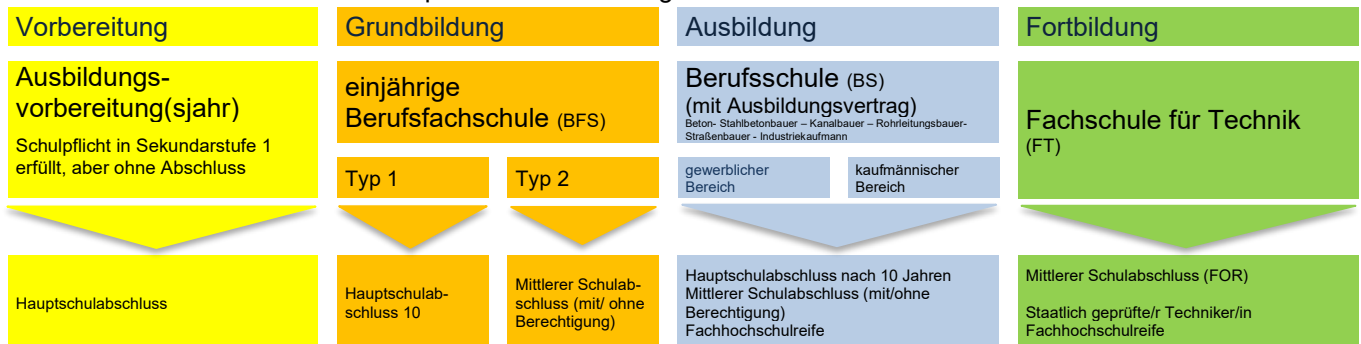 Vorbereitung
Ausbildungs-
vorbereitung(sjahr)
Schulpflicht in Sekundarstufe 1
erfüllt, aber ohne Abschluss
Hauptschulabschluss
Grundbildung
einjährige
Berufsfachschule (BFS)
Typ 1
Typ 2
Hauptschulab-
schluss 10
Mittlerer Schulab-
schluss (mit/ ohne
Berechtigung)
Ausbildung
Berufsschule (BS)
(mit Ausbildungsvertrag)
Beton- Stahlbetonbauer – Kanalbauer – Rohrleitungsbauer-
Straßenbauer - Industriekaufmann
gewerblicher
Bereich
kaufmännischer
Bereich
Hauptschulabschluss nach 10 Jahren
Mittlerer Schulabschluss (mit/ohne
Berechtigung)
Fachhochschulreife
Fortbildung
Fachschule für Technik
(FT)
Mittlerer Schulabschluss (FOR)
Staatlich geprüfte/r Techniker/in
Fachhochschulreife